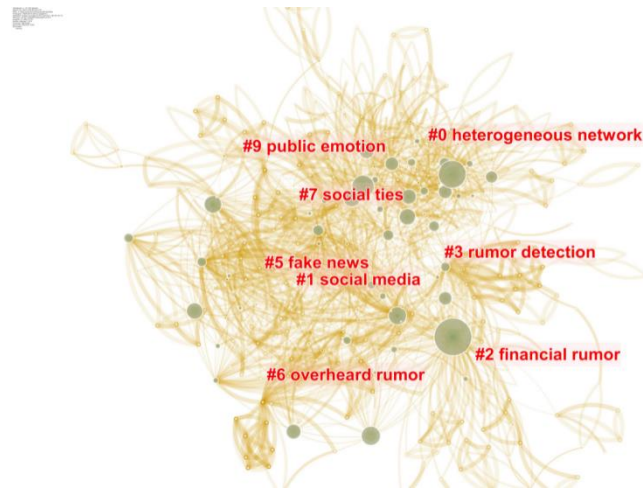 #9 public emotion
#0 heterogeneous network
#7 social ties
#3 rumor detection
#5 fake news
#1 social media
#2 financial rumor
#6 overheard rumor